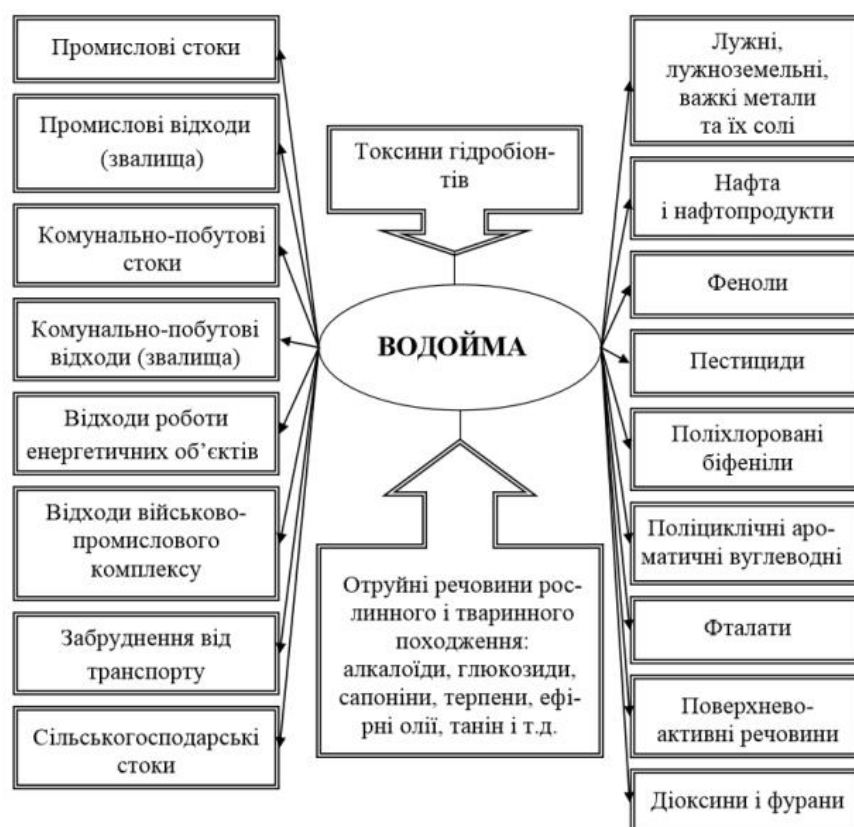 Промислові стоки
Промислові відходи
(звалища)
Комунально-побутові
стоки
Комунально-побутові
відходи (звалища)
Відходи роботи
енергетичних об’єктів
Відходи військово-
промислового
комплексу
Забруднення від
транспорту
Сільськогосподарські
стоки
Токсини гідробіон-
тів
ВОДОЙМА
Отруйні речовини рос-
линного і тваринного
походження:
алкалоїди, глюкозиди,
сапоніни, терпени, ефі-
рні олії, танін і т.д.
Лужні,
лужноземельні,
важкі метали
та їх солі
Нафта
і нафтопродукти
Феноли
Пестициди
Поліхлоровані
біфеніли
Поліциклічні аро-
матичні вуглеводні
Фталати
Поверхнево-
активні речовини
Діоксини і фурани